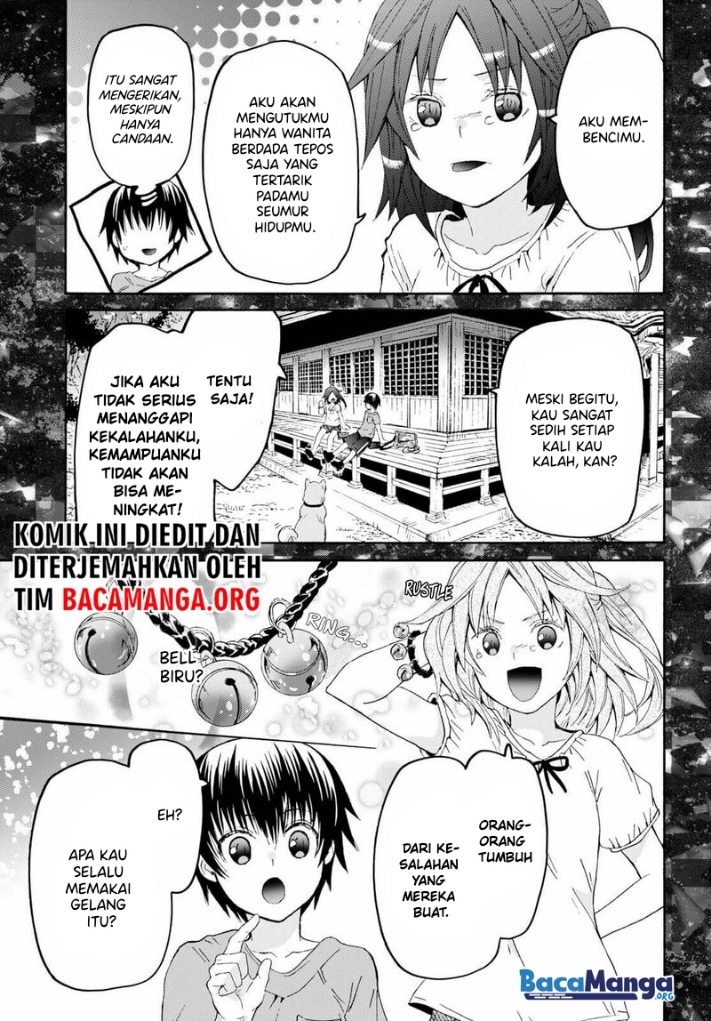 AKU MEM-
BENCIMU.
AKU AKAN
MENGUTUKMU
HANYA WANITA
BERDADA TEPOS
SAJA YANG
TERTARIK
PADAMU
SEUMUR
HIDUPMU.
ITU SANGAT
MENGERIKAN,
MESKIPUN
HANYA
CANDAAN.
MESKI BEGITU,
KAU SANGAT
SEDIH SETIAP
KALI KAU
KALAH, KAN?
TENTU
SAJA!
JIKA AKU
TIDAK SERIUS
MENANGGAPI
KEKALAHANKU,
KEMAMPUANKU
TIDAK AKAN
BISA ME-
NINGKAT!
KOMIK INI DIEDIT DAN
DITERJEMAHKAN OLEH
TIM BACAMANGA.ORG
RUSTLE
RING...
BELL
BIRU?
ORANG-
ORANG
TUMBUH
DARI KE-
SALAHAN
YANG
MEREKA
BUAT.
EH?
APA KAU
SELALU
MEMAKAI
GELANG
ITU?
BacaManga
.ORG